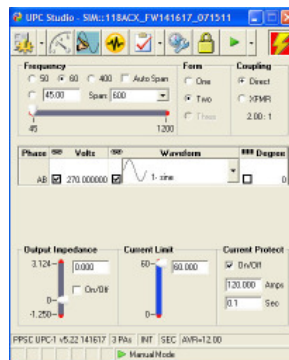 UPC Studio - SIM::118ACX_FW141617_071511
Frequency Form Coupling
50 60 400 Auto Span One Direct
45.00 Span: 600 Two XFMR
Three 2.00: 1
45 1200
Phase Volts Waveform Degree
AB 270.000000 1- sine 0
Output Impedance Current Limit Current Protect
3.124 0.000 60 60.000 On/Off
0 On/Off 120.000 Amps
-1.250 0 0.1 Sec
PPSC UPC-1 v5.22 141617 3 PAs INT SEC AVR=12.00
Manual Mode